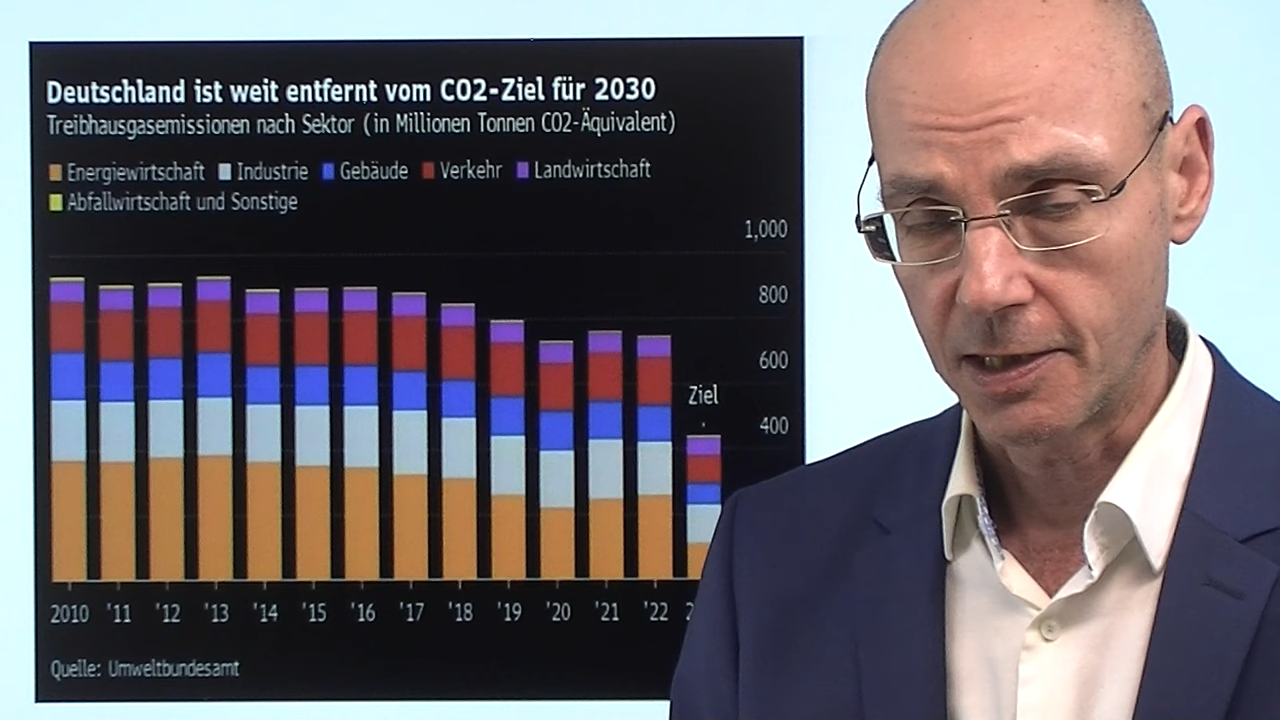 Deutschland ist weit entfernt vom CO2-Ziel für 2030
Treibhausgasemissionen nach Sektor (in Millionen Tonnen CO2-Äquivalent)
Energiewirtschaft Industrie Gebäude Verkehr Landwirtschaft
Abfallwirtschaft und Sonstige
1,000
800
600
Ziel
400
2010 '11 '12 '13 '14 '15 '16 '17 '18 '19 '20 '21 '22
Quelle: Umweltbundesamt